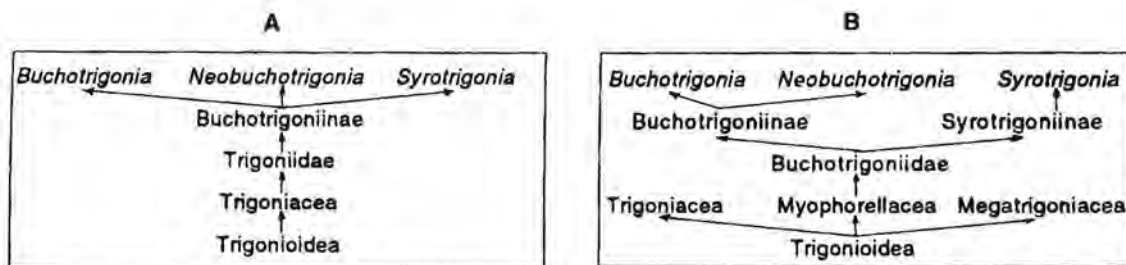 A
Buchotrigonia Neobuchotrigonia Syrotrigonia
Buchotrigoniinae
Trigoniidae
Trigoniacea
Trigonioidea
B
Buchotrigonia Neobuchotrigonia Syrotrigonia
Buchotrigoniinae Syrotrigoniinae
Buchotrigoniidae
Trigoniacea Myophorellacea Megatrigoniacea
Trigonioidea